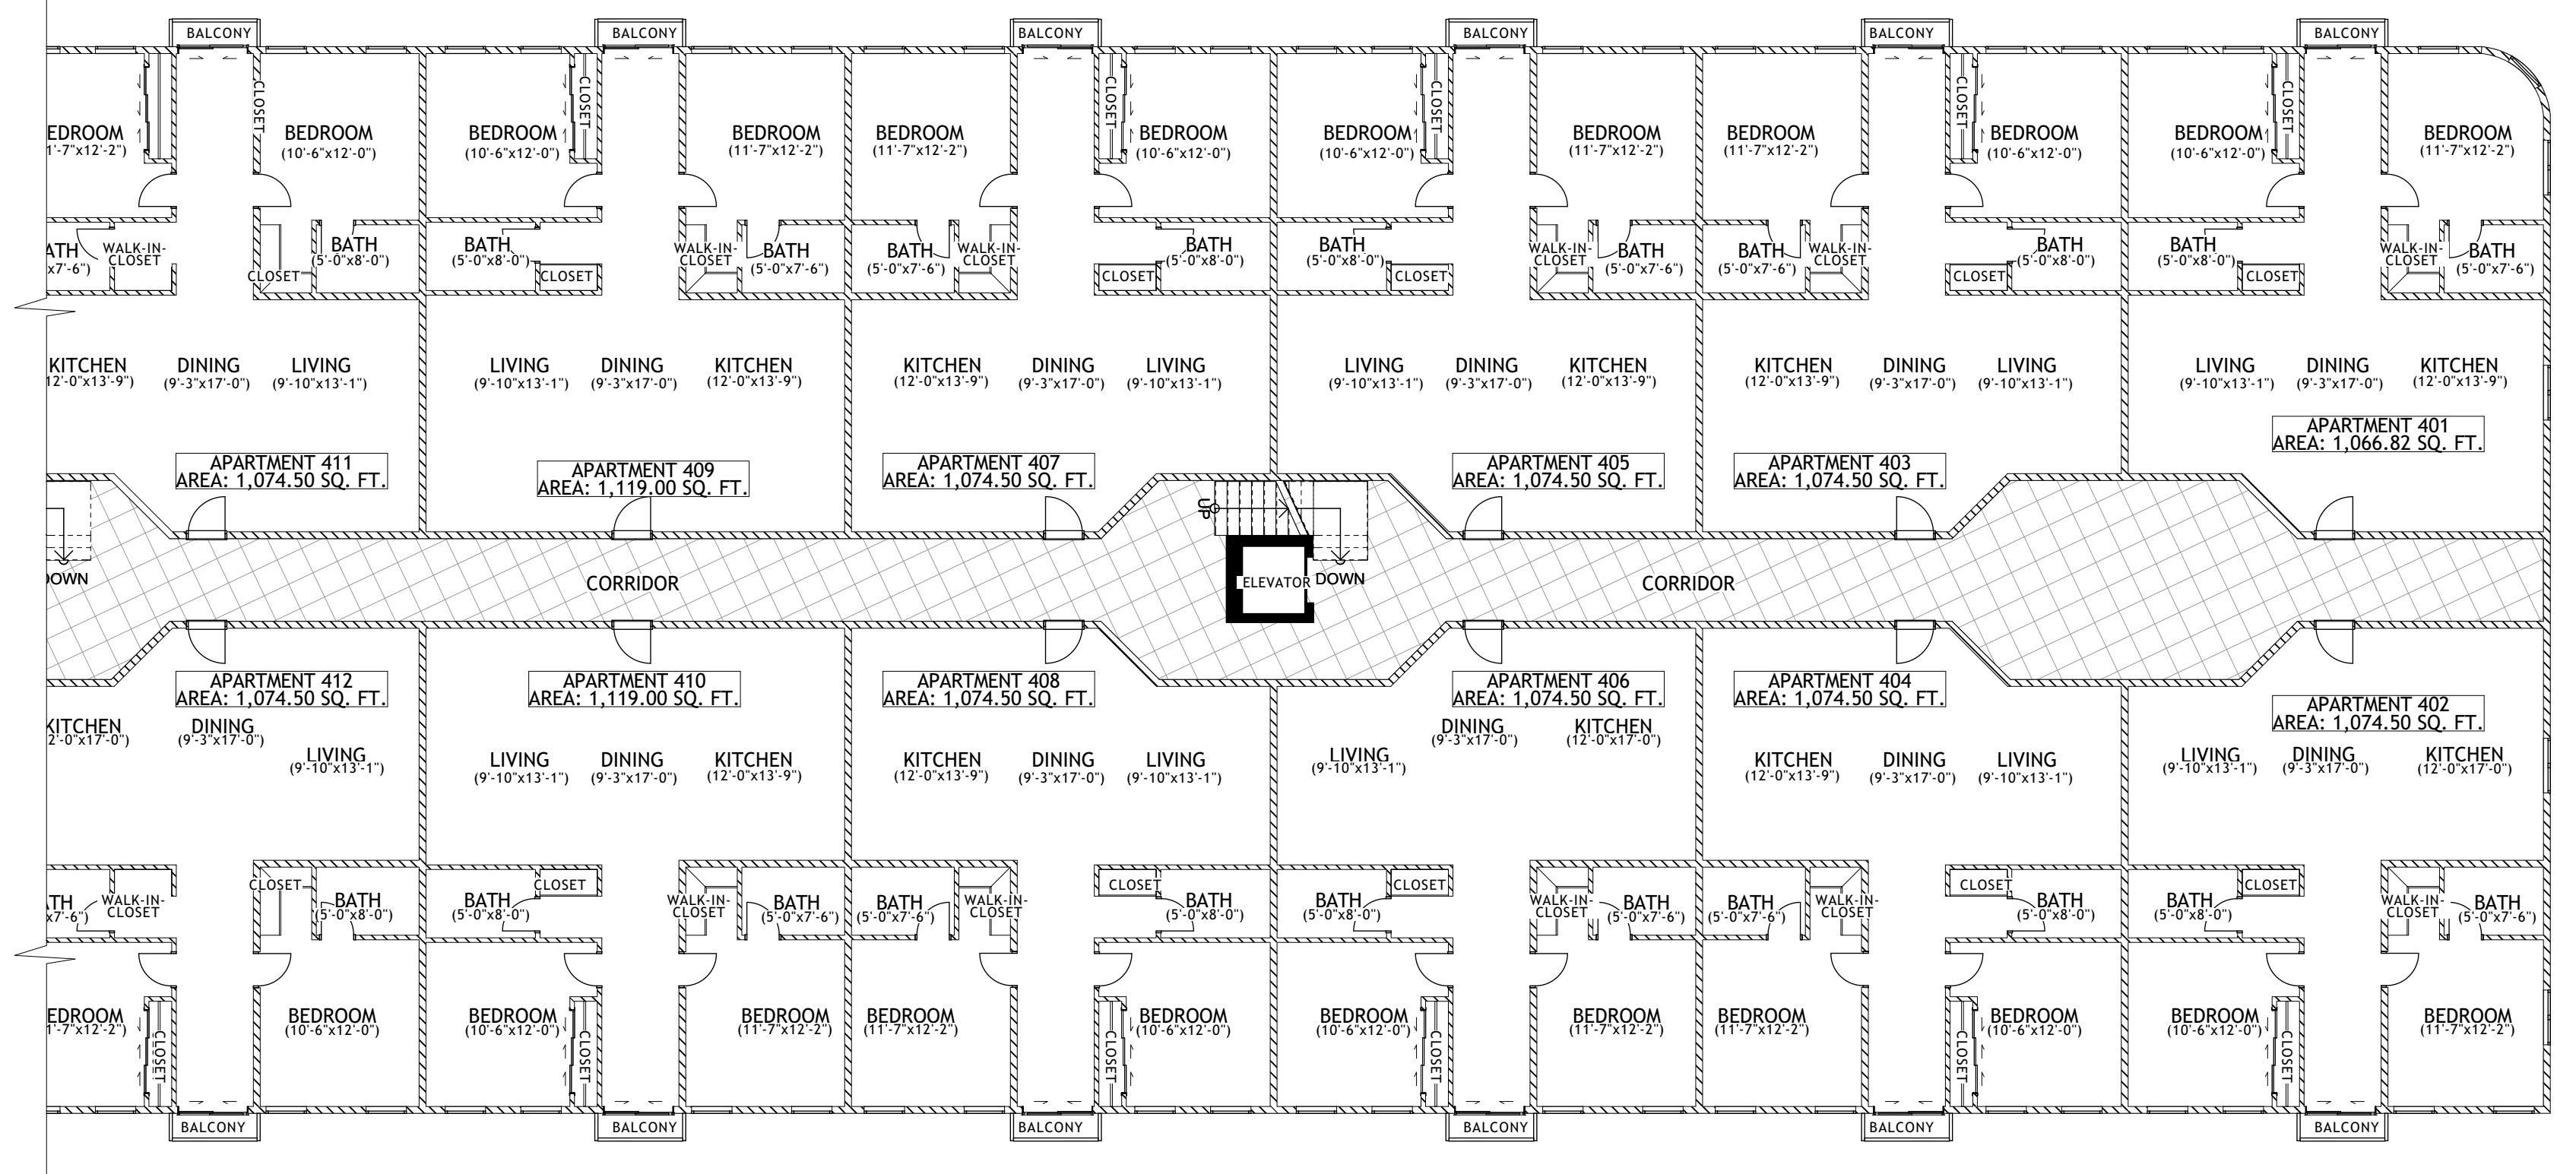 BALCONY
BALCONY
BALCONY
BALCONY
BALCONY
BALCONY
CLOSET
CLOSET
CLOSET
CLOSET
CLOSET
CLOSET
EDROOM
1'-7"x12'-2")
BEDROOM
(10'-6"x12'-0")
BEDROOM
(10'-6"x12'-0")
BEDROOM
(11'-7"x12'-2")
BEDROOM
(11'-7"x12'-2")
BEDROOM
(10'-6"x12'-0")
BEDROOM
(10'-6"x12'-0")
BEDROOM
(11'-7"x12'-2")
BEDROOM
(11'-7"x12'-2")
BEDROOM
(10'-6"x12'-0")
BEDROOM
(10'-6"x12'-0")
BEDROOM
(11'-7"x12'-2")
ATH
x7'-6")
WALK-IN-
CLOSET
CLOSET
BATH
(5'-0"x8'-0")
BATH
(5'-0"x8'-0")
CLOSET
WALK-IN-
CLOSET
BATH
(5'-0"x7'-6")
BATH
(5'-0"x7'-6")
WALK-IN-
CLOSET
CLOSET
BATH
(5'-0"x8'-0")
BATH
(5'-0"x8'-0")
CLOSET
WALK-IN-
CLOSET
BATH
(5'-0"x7'-6")
BATH
(5'-0"x7'-6")
WALK-IN-
CLOSET
CLOSET
BATH
(5'-0"x8'-0")
BATH
(5'-0"x8'-0")
CLOSET
WALK-IN-
CLOSET
BATH
(5'-0"x7'-6")
KITCHEN
12'-0"x13'-9")
DINING
(9'-3"x17'-0")
LIVING
(9'-10"x13'-1")
LIVING
(9'-10"x13'-1")
DINING
(9'-3"x17'-0")
KITCHEN
(12'-0"x13'-9")
KITCHEN
(12'-0"x13'-9")
DINING
(9'-3"x17'-0")
LIVING
(9'-10"x13'-1")
LIVING
(9'-10"x13'-1")
DINING
(9'-3"x17'-0")
KITCHEN
(12'-0"x13'-9")
KITCHEN
(12'-0"x13'-9")
DINING
(9'-3"x17'-0")
LIVING
(9'-10"x13'-1")
LIVING
(9'-10"x13'-1")
DINING
(9'-3"x17'-0")
KITCHEN
(12'-0"x13'-9")
APARTMENT 411
AREA: 1,074.50 SQ. FT.
APARTMENT 409
AREA: 1,119.00 SQ. FT.
APARTMENT 407
AREA: 1,074.50 SQ. FT.
APARTMENT 405
AREA: 1,074.50 SQ. FT.
APARTMENT 403
AREA: 1,074.50 SQ. FT.
APARTMENT 401
AREA: 1,066.82 SQ. FT.
UP
DOWN
CORRIDOR
ELEVATOR
DOWN
CORRIDOR
APARTMENT 412
AREA: 1,074.50 SQ. FT.
APARTMENT 410
AREA: 1,119.00 SQ. FT.
APARTMENT 408
AREA: 1,074.50 SQ. FT.
APARTMENT 406
AREA: 1,074.50 SQ. FT.
APARTMENT 404
AREA: 1,074.50 SQ. FT.
APARTMENT 402
AREA: 1,074.50 SQ. FT.
KITCHEN
2'-0"x17'-0")
DINING
(9'-3"x17'-0")
LIVING
(9'-10"x13'-1")
LIVING
(9'-10"x13'-1")
DINING
(9'-3"x17'-0")
KITCHEN
(12'-0"x13'-9")
KITCHEN
(12'-0"x13'-9")
DINING
(9'-3"x17'-0")
LIVING
(9'-10"x13'-1")
LIVING
(9'-10"x13'-1")
DINING
(9'-3"x17'-0")
KITCHEN
(12'-0"x17'-0")
KITCHEN
(12'-0"x13'-9")
DINING
(9'-3"x17'-0")
LIVING
(9'-10"x13'-1")
LIVING
(9'-10"x13'-1")
DINING
(9'-3"x17'-0")
KITCHEN
(12'-0"x17'-0")
ATH
x7'-6")
WALK-IN-
CLOSET
CLOSET
BATH
(5'-0"x8'-0")
BATH
(5'-0"x8'-0")
CLOSET
WALK-IN-
CLOSET
BATH
(5'-0"x7'-6")
BATH
(5'-0"x7'-6")
WALK-IN-
CLOSET
CLOSET
BATH
(5'-0"x8'-0")
BATH
(5'-0"x8'-0")
CLOSET
WALK-IN-
CLOSET
BATH
(5'-0"x7'-6")
BATH
(5'-0"x7'-6")
WALK-IN-
CLOSET
CLOSET
BATH
(5'-0"x8'-0")
BATH
(5'-0"x8'-0")
CLOSET
WALK-IN-
CLOSET
BATH
(5'-0"x7'-6")
EDROOM
1'-7"x12'-2")
BEDROOM
(10'-6"x12'-0")
BEDROOM
(10'-6"x12'-0")
BEDROOM
(11'-7"x12'-2")
BEDROOM
(11'-7"x12'-2")
BEDROOM
(10'-6"x12'-0")
BEDROOM
(10'-6"x12'-0")
BEDROOM
(11'-7"x12'-2")
BEDROOM
(11'-7"x12'-2")
BEDROOM
(10'-6"x12'-0")
BEDROOM
(10'-6"x12'-0")
BEDROOM
(11'-7"x12'-2")
CLOSET
CLOSET
CLOSET
CLOSET
CLOSET
CLOSET
BALCONY
BALCONY
BALCONY
BALCONY
BALCONY
BALCONY